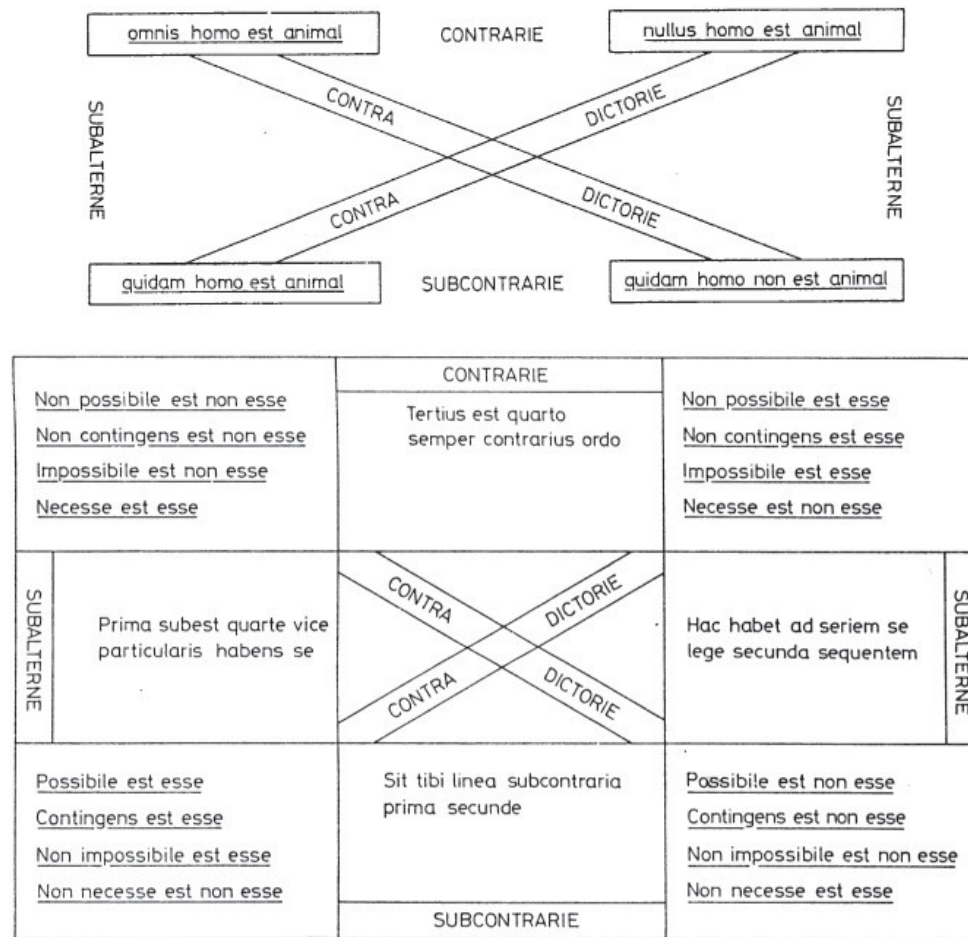 omnis homo est animal
CONTRARIE
nullus homo est animal
SUBALTERNE
CONTRA
DICTORIE
SUBALTERNE
CONTRA
DICTORIE
quidam homo est animal
SUBCONTRARIE
quidam homo non est animal
CONTRARIE
Non possibile est non esse
Non contingens est non esse
Impossibile est non esse
Necesse est esse
Tertius est quarto
semper contrarius ordo
Non possibile est esse
Non contingens est esse
Impossibile est esse
Necesse est non esse
SUBALTERNE
Prima subest quarte vice
particularis habens se
CONTRA
DICTORIE
CONTRA
DICTORIE
Hac habet ad seriem se
lege secunda sequentem
SUBALTERNE
Possibile est esse
Contingens est esse
Non impossibile est esse
Non necesse est non esse
Sit tibi linea subcontraria
prima secunde
Possibile est non esse
Contingens est non esse
Non impossibile est non esse
Non necesse est esse
SUBCONTRARIE